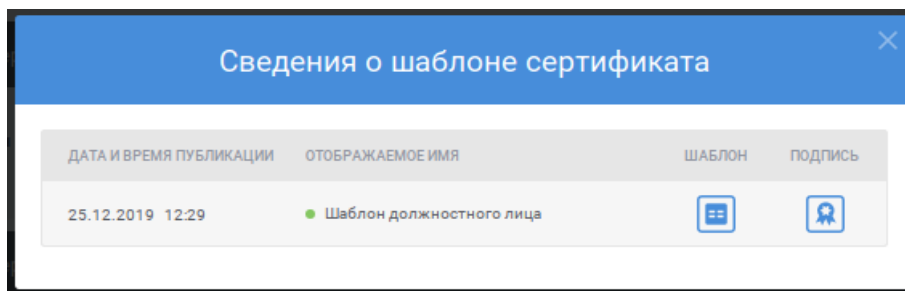 Сведения о шаблоне сертификата
ДАТА И ВРЕМЯ ПУБЛИКАЦИИ ОТОБРАЖАЕМОЕ ИМЯ ШАБЛОН ПОДПИСЬ
25.12.2019 12:29 Шаблон должностного лица